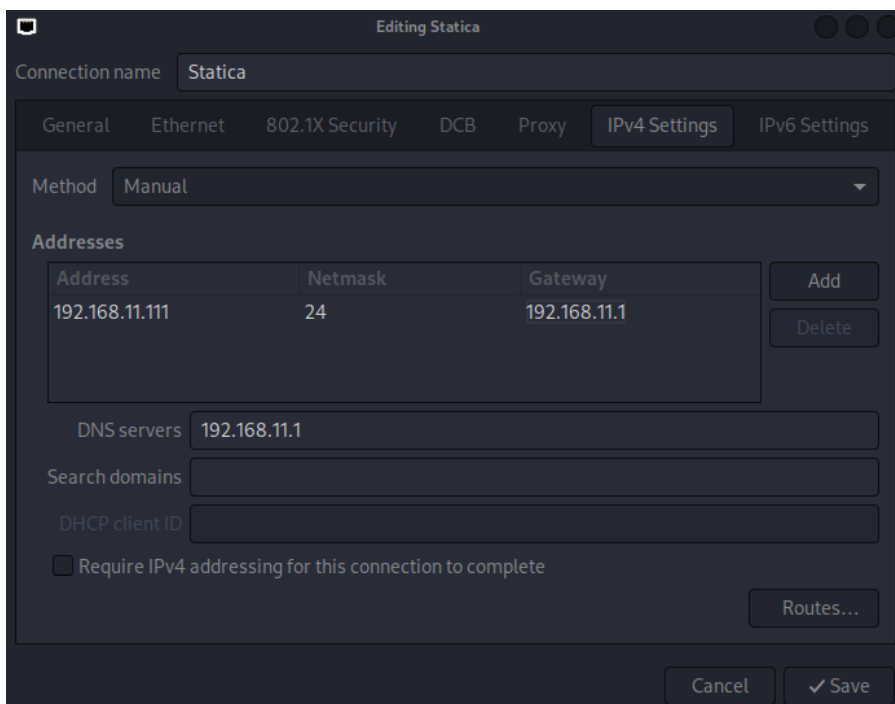 Editing Statica
Connection name Statica
General Ethernet 802.1X Security DCB Proxy IPv4 Settings IPv6 Settings
Method Manual
Addresses
Address Netmask Gateway
192.168.11.111 24 192.168.11.1
Add
Delete
DNS servers 192.168.11.1
Search domains
DHCP client ID
Require IPv4 addressing for this connection to complete
Routes...
Cancel Save